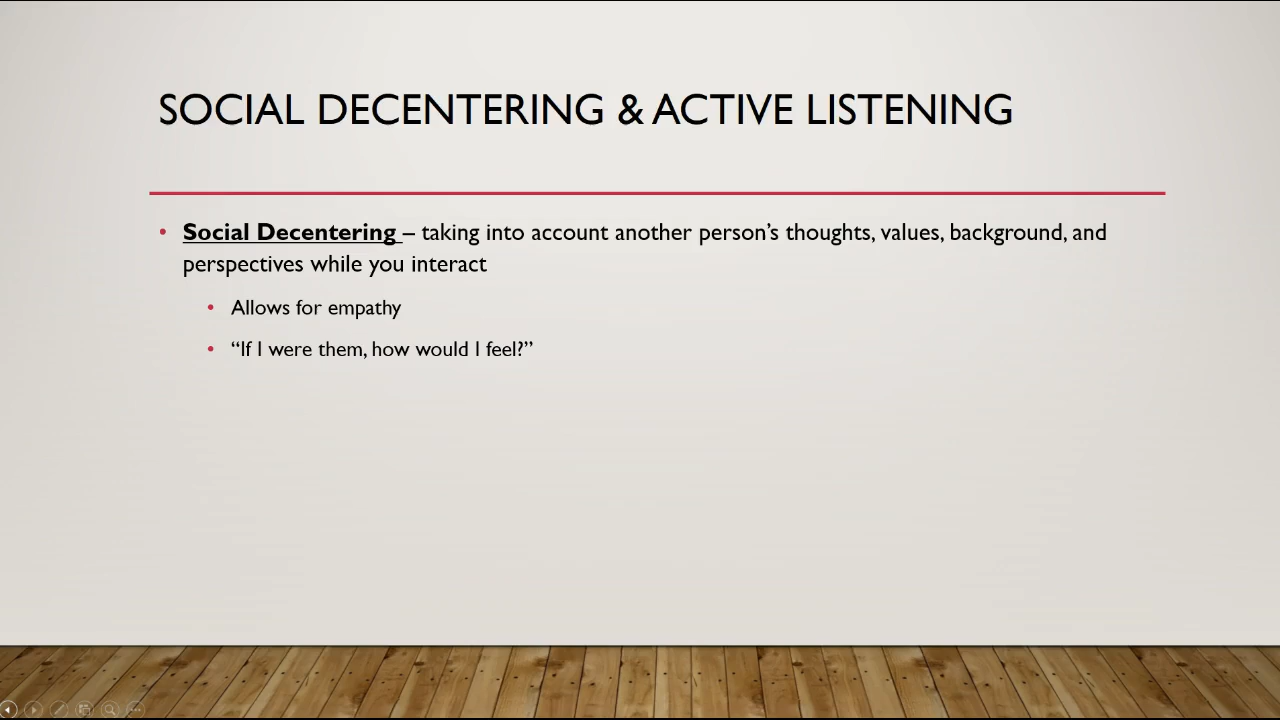 SOCIAL DECENTERING & ACTIVE LISTENING
• Social Decentering – taking into account another person’s thoughts, values, background, and
perspectives while you interact
• Allows for empathy
• “If I were them, how would I feel?”